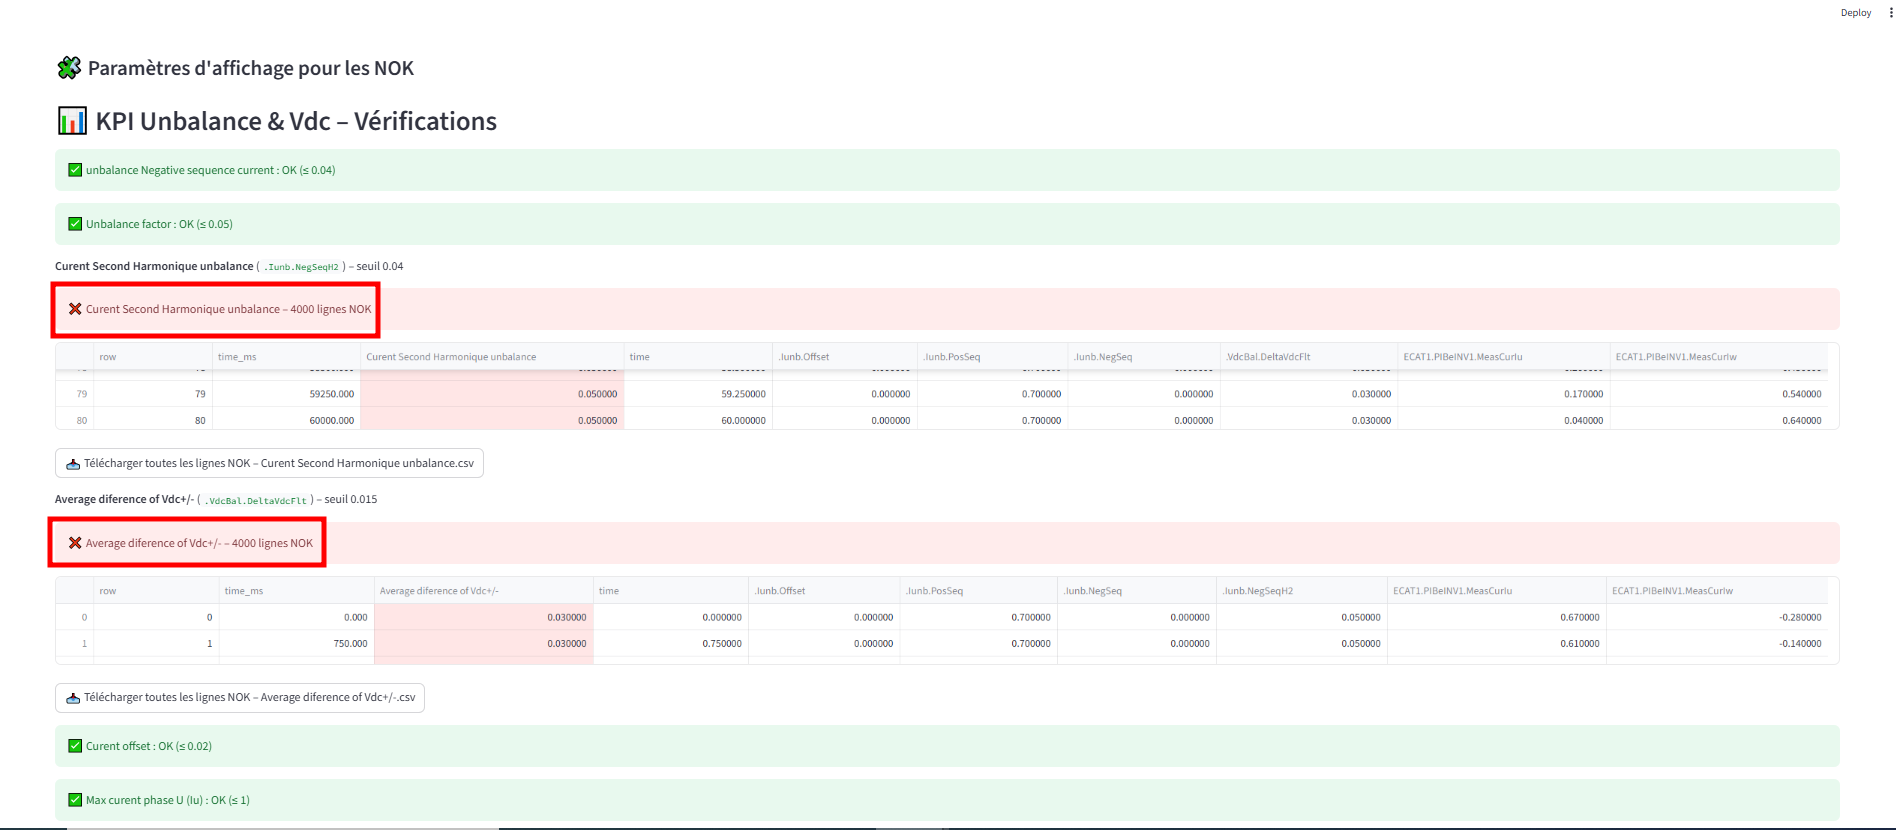 Deploy
Paramètres d'affichage pour les NOK
KPI Unbalance & Vdc – Vérifications
unbalance Negative sequence current : OK (≤ 0.04)
Unbalance factor : OK (≤ 0.05)
Curent Second Harmonique unbalance ( .Iunb.NegSeqH2 ) – seuil 0.04
Curent Second Harmonique unbalance – 4000 lignes NOK
row time_ms Curent Second Harmonique unbalance time .Iunb.Offset .Iunb.PosSeq .Iunb.NegSeq .VdcBal.DeltaVdcFlt ECAT1.PIBeINV1.MeasCurIu ECAT1.PIBeINV1.MeasCurIw
79 79 59250.000 0.050000 59.250000 0.000000 0.700000 0.000000 0.030000 0.170000 0.540000
80 80 60000.000 0.050000 60.000000 0.000000 0.700000 0.000000 0.030000 0.040000 0.640000
Télécharger toutes les lignes NOK – Curent Second Harmonique unbalance.csv
Average diference of Vdc+/- ( .VdcBal.DeltaVdcFlt ) – seuil 0.015
Average diference of Vdc+/- – 4000 lignes NOK
row time_ms Average diference of Vdc+/- time .Iunb.Offset .Iunb.PosSeq .Iunb.NegSeq .Iunb.NegSeqH2 ECAT1.PIBeINV1.MeasCurIu ECAT1.PIBeINV1.MeasCurIw
0 0 0.000 0.030000 0.000000 0.000000 0.700000 0.000000 0.050000 0.670000 -0.280000
1 1 750.000 0.030000 0.750000 0.000000 0.700000 0.000000 0.050000 0.610000 -0.140000
Télécharger toutes les lignes NOK – Average diference of Vdc+/-.csv
Curent offset : OK (≤ 0.02)
Max curent phase U (Iu) : OK (≤ 1)